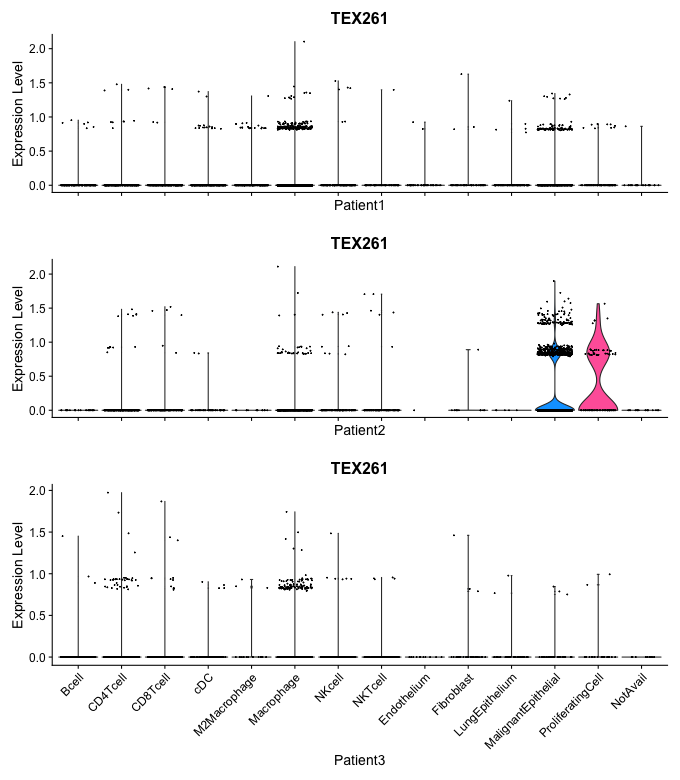 TEX261
Expression Level
2.0
1.5
1.0
0.5
0.0
Patient1
TEX261
Expression Level
2.0
1.5
1.0
0.5
0.0
Patient2
TEX261
Expression Level
2.0
1.5
1.0
0.5
0.0
Bcell
CD4Tcell
CD8Tcell
cDC
M2Macrophage
Macrophage
NKcell
NKTcell
Endothelium
Fibroblast
LungEpithelium
MalignantEpithelial
ProliferatingCell
NotAvail
Patient3